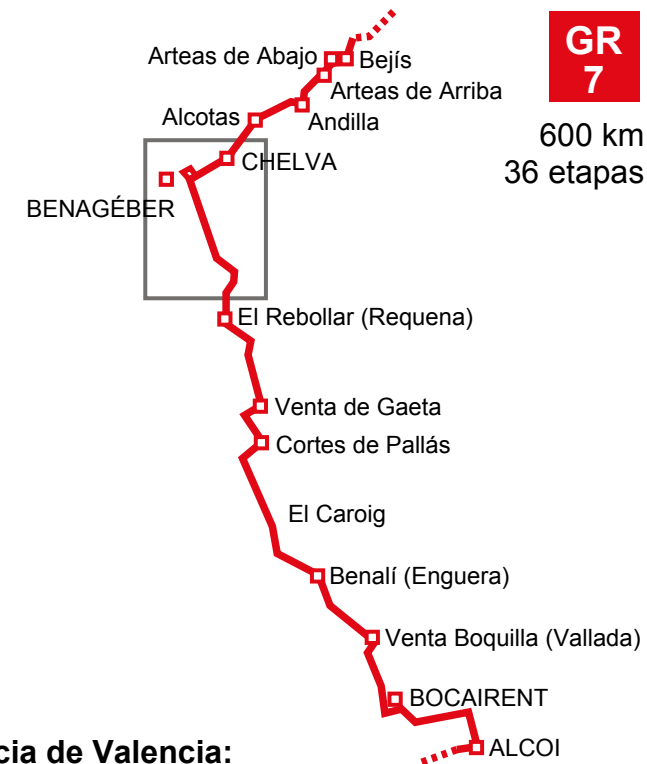 GR
7
600 km
36 etapas
Arteas de Abajo
Bejís
Arteas de Arriba
Andilla
Alcotas
CHELVA
BENAGÉBER
El Rebollar (Requena)
Venta de Gaeta
Cortes de Pallás
El Caroig
Benalí (Enguera)
Venta Boquilla (Vallada)
BOCAIRENT
ALCOI
cia de Valencia: